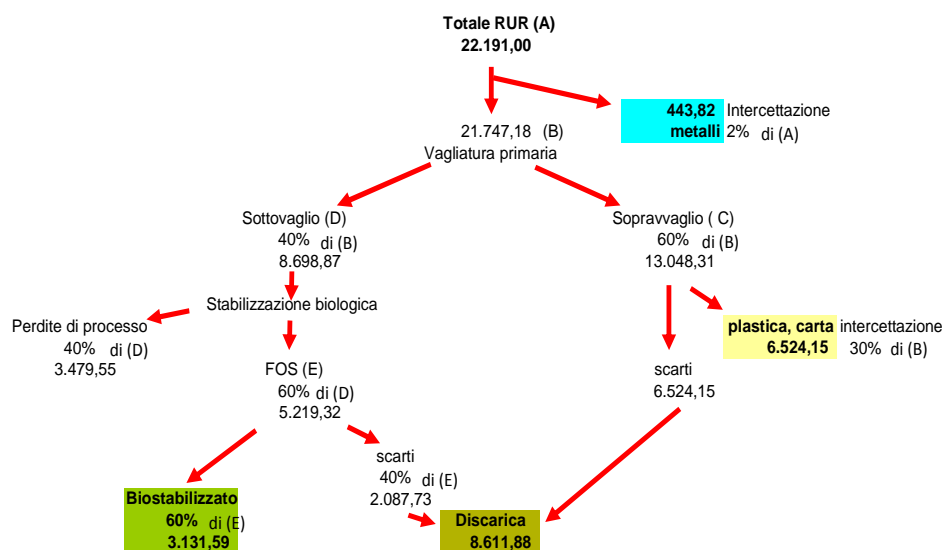 Totale RUR (A)
22.191,00
443,82 Intercettazione
metalli 2% di (A)
21.747,18 (B)
Vagliatura primaria
Sottovaglio (D)
40% di (B)
8.698,87
Sopravvaglio ( C)
60% di (B)
13.048,31
Stabilizzazione biologica
Perdite di processo
40% di (D)
3.479,55
plastica, carta intercettazione
6.524,15 30% di (B)
FOS (E)
60% di (D)
5.219,32
scarti
6.524,15
scarti
40% di (E)
2.087,73
Biostabilizzato
60% di (E)
3.131,59
Discarica
8.611,88